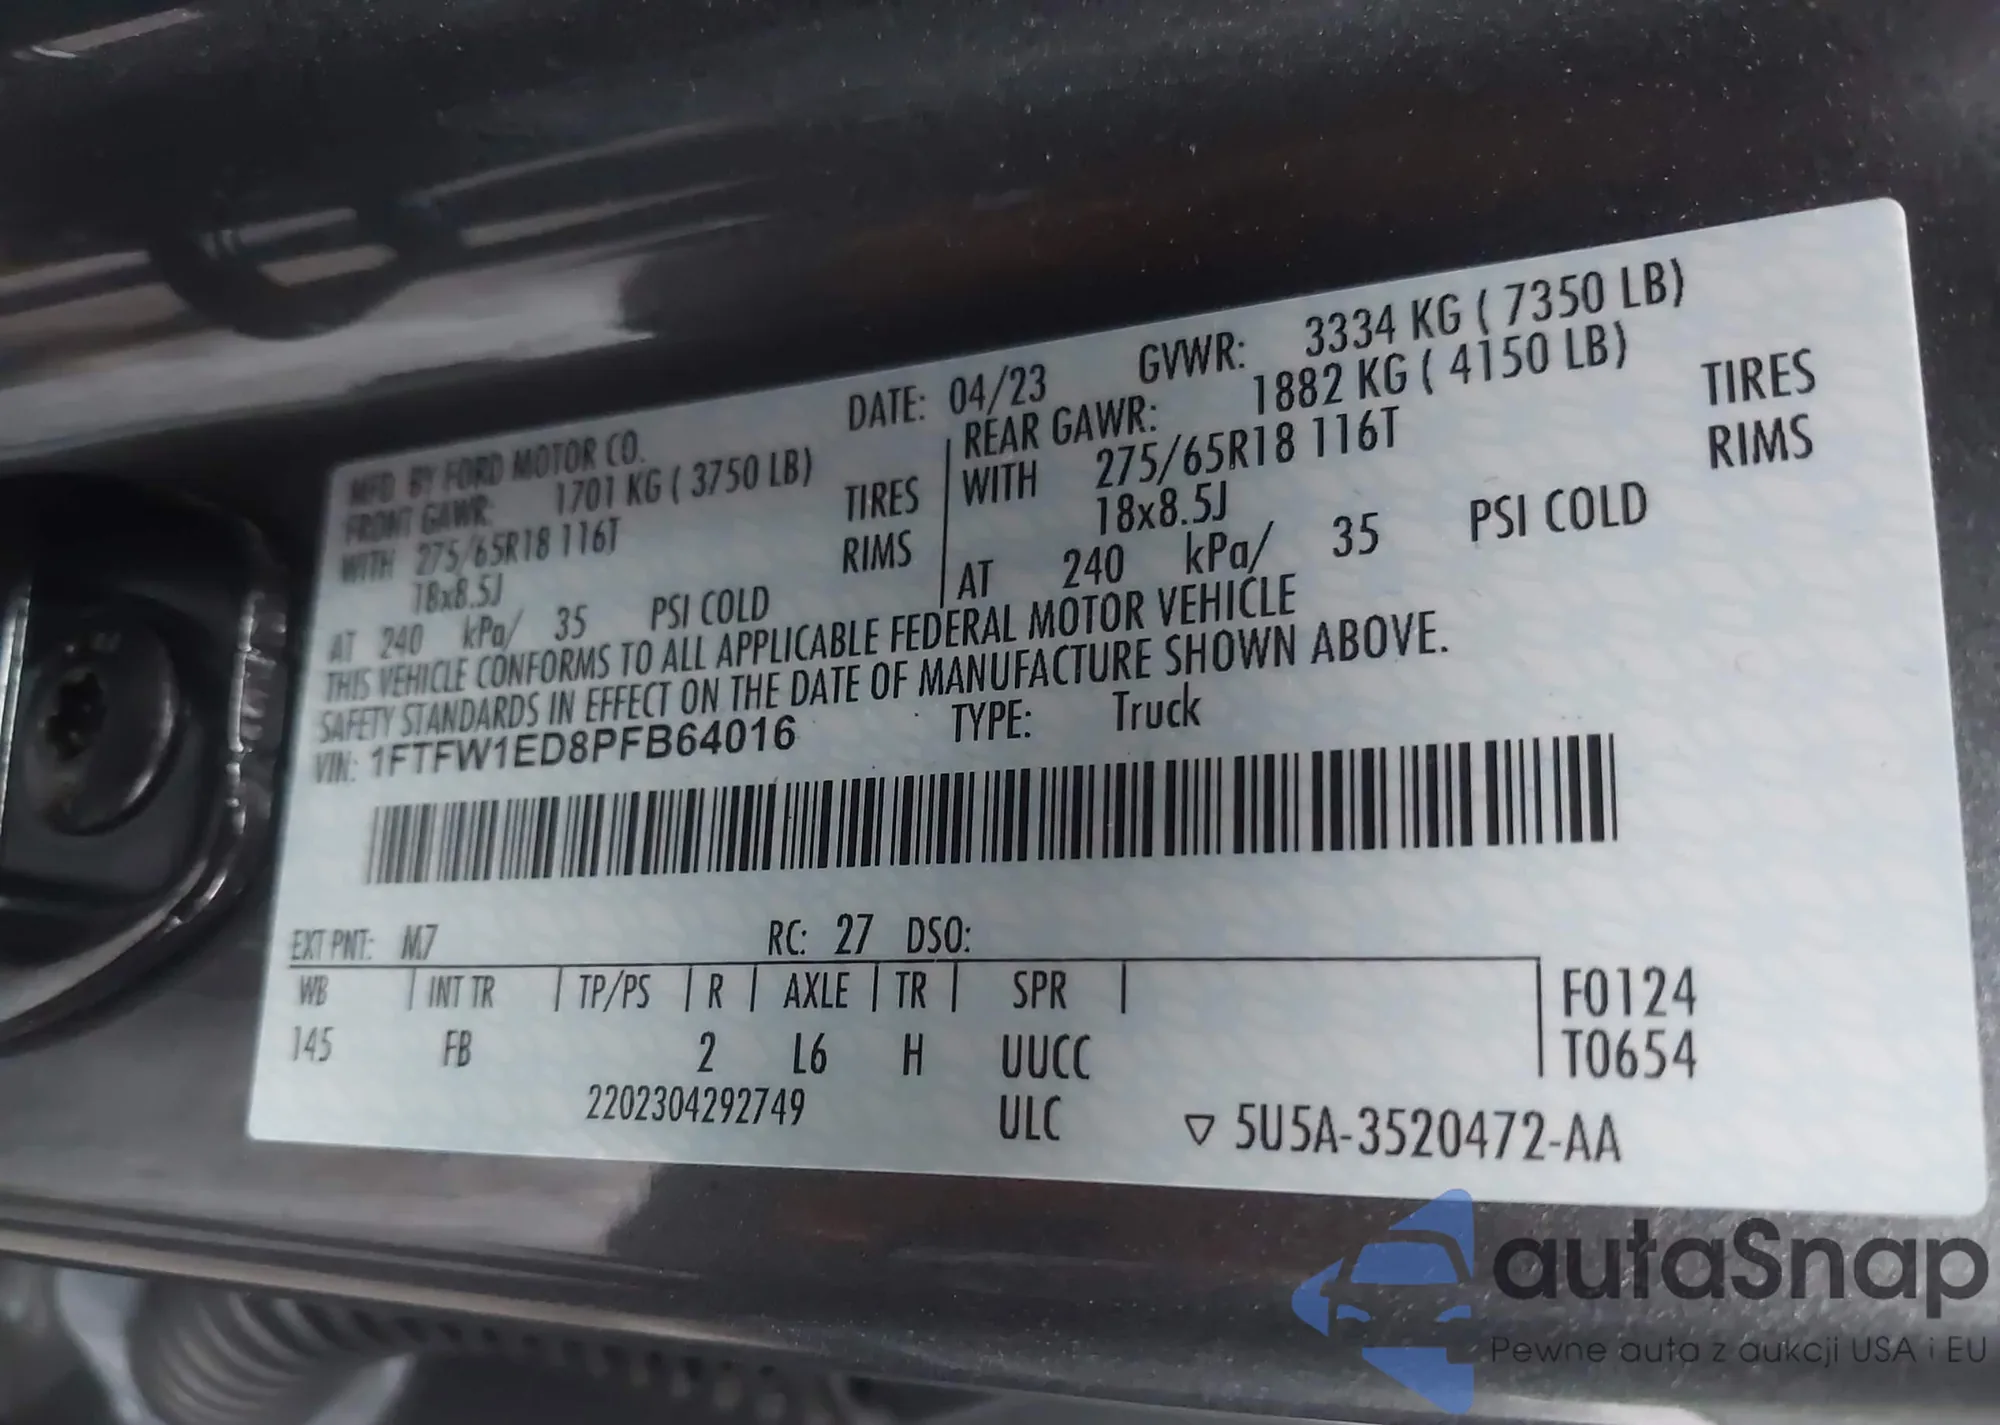 MFD BY FORD MOTOR CO. DATE: 04/23 GVWR: 3334 KG ( 7350 LB)
FRONT GAWR: 1701 KG ( 3750 LB) REAR GAWR: 1882 KG ( 4150 LB)
WITH 275/65R18 116T TIRES WITH 275/65R18 116T TIRES
18x8.5J RIMS 18x8.5J RIMS
AT 240 kPa/ 35 PSI COLD AT 240 kPa/ 35 PSI COLD
THIS VEHICLE CONFORMS TO ALL APPLICABLE FEDERAL MOTOR VEHICLE
SAFETY STANDARDS IN EFFECT ON THE DATE OF MANUFACTURE SHOWN ABOVE.
VIN: 1FTFW1ED8PFB64016 TYPE: Truck
EXT PNT: M7 RC: 27 DSO:
WB INT TR TP/PS R AXLE TR SPR F0124
145 FB 2 L6 H UUCC T0654
2202304292749 ULC ▽ 5U5A-3520472-AA
autaSnap
Pewne auta z aukcji USA i EU